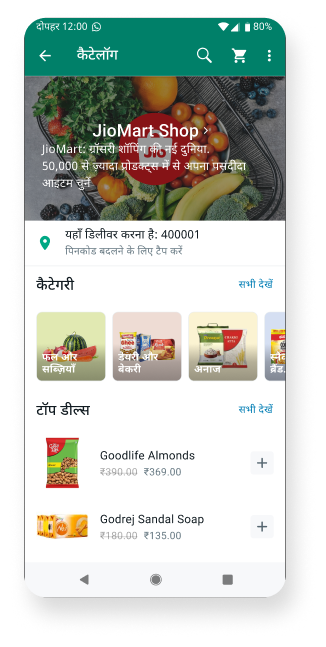 दोपहर 12:00 80%
कैटेलॉग
JioMart Shop ›
JioMart: ग्रॉसरी शॉपिंग की नई दुनिया.
50,000 से ज़्यादा प्रोडक्ट्स में से अपना पसंदीदा
आइटम चुनें
यहाँ डिलीवर करना है: 400001
पिनकोड बदलने के लिए टैप करें
कैटेगरी सभी देखें
फल और
सब्ज़ियाँ
डेयरी और
बेकरी
अनाज
ब्रैंड.
टॉप डील्स सभी देखें
Goodlife Almonds
₹390.00 ₹369.00
Godrej Sandal Soap
₹180.00 ₹135.00